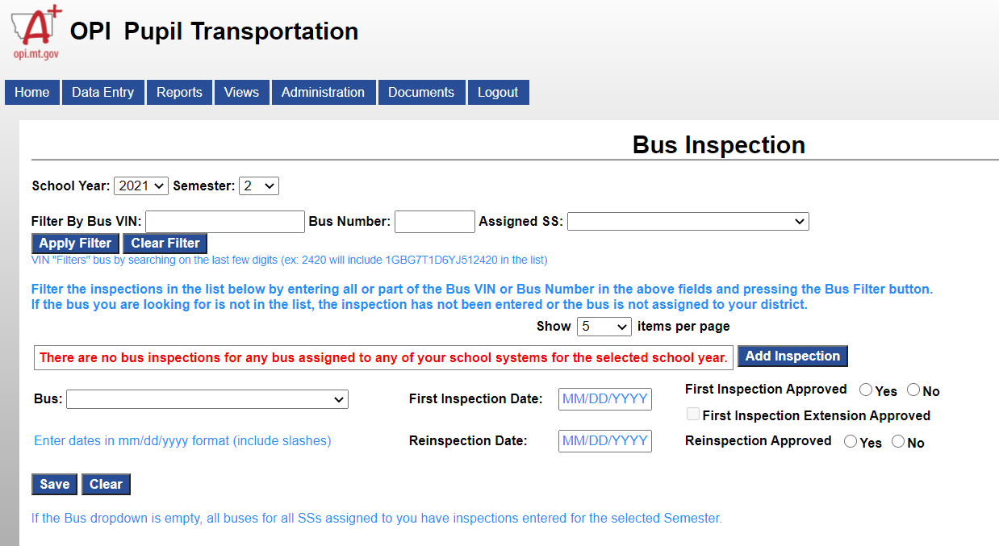 A+
opi.mt.gov
OPI Pupil Transportation
Home Data Entry Reports Views Administration Documents Logout
Bus Inspection
School Year: 2021 Semester: 2
Filter By Bus VIN: Bus Number: Assigned SS:
Apply Filter Clear Filter
VIN "Filters" bus by searching on the last few digits (ex: 2420 will include 1GBG7T1D6YJ512420 in the list)
Filter the inspections in the list below by entering all or part of the Bus VIN or Bus Number in the above fields and pressing the Bus Filter button.
If the bus you are looking for is not in the list, the inspection has not been entered or the bus is not assigned to your district.
Show 5 items per page
There are no bus inspections for any bus assigned to any of your school systems for the selected school year. Add Inspection
Bus: First Inspection Date: MM/DD/YYYY First Inspection Approved Yes No
First Inspection Extension Approved
Enter dates in mm/dd/yyyy format (include slashes) Reinspection Date: MM/DD/YYYY Reinspection Approved Yes No
Save Clear
If the Bus dropdown is empty, all buses for all SSs assigned to you have inspections entered for the selected Semester.